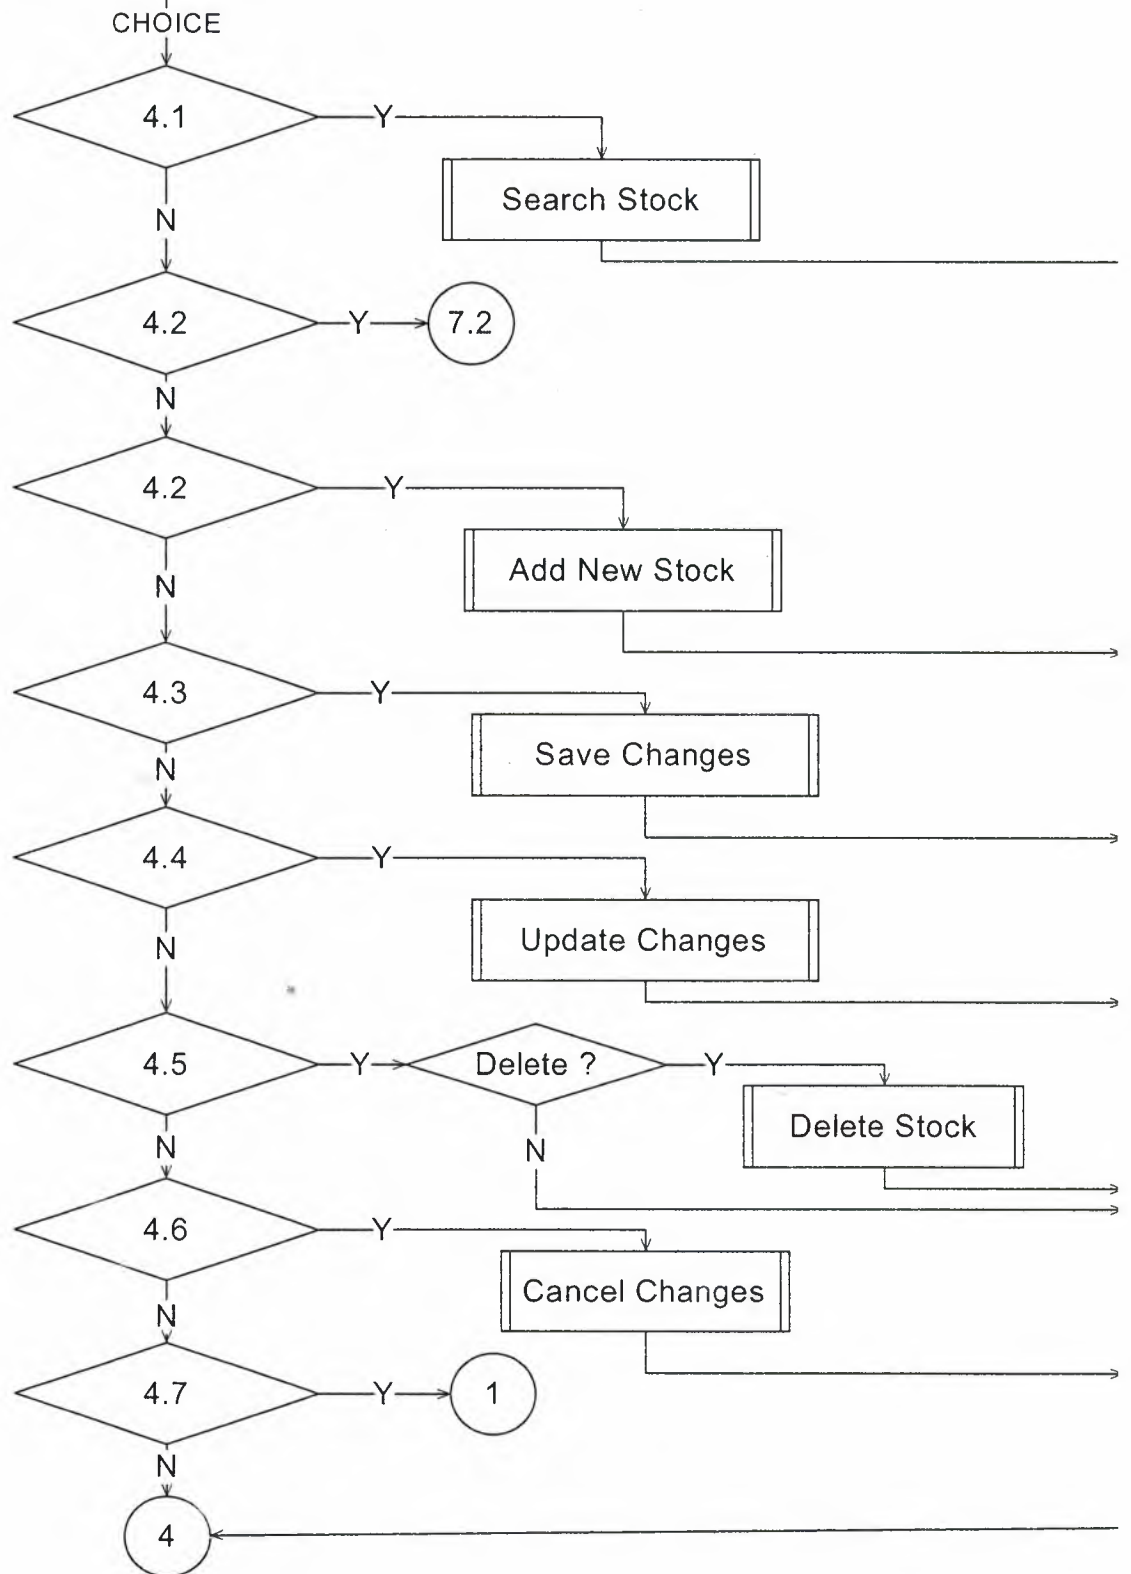 CHOICE
4.1
Y
Search Stock
N
4.2
Y
7.2
N
4.2
Y
Add New Stock
N
4.3
Y
Save Changes
N
4.4
Y
Update Changes
N
4.5
Y
Delete ?
Y
Delete Stock
N
N
4.6
Y
Cancel Changes
N
4.7
Y
1
N
4